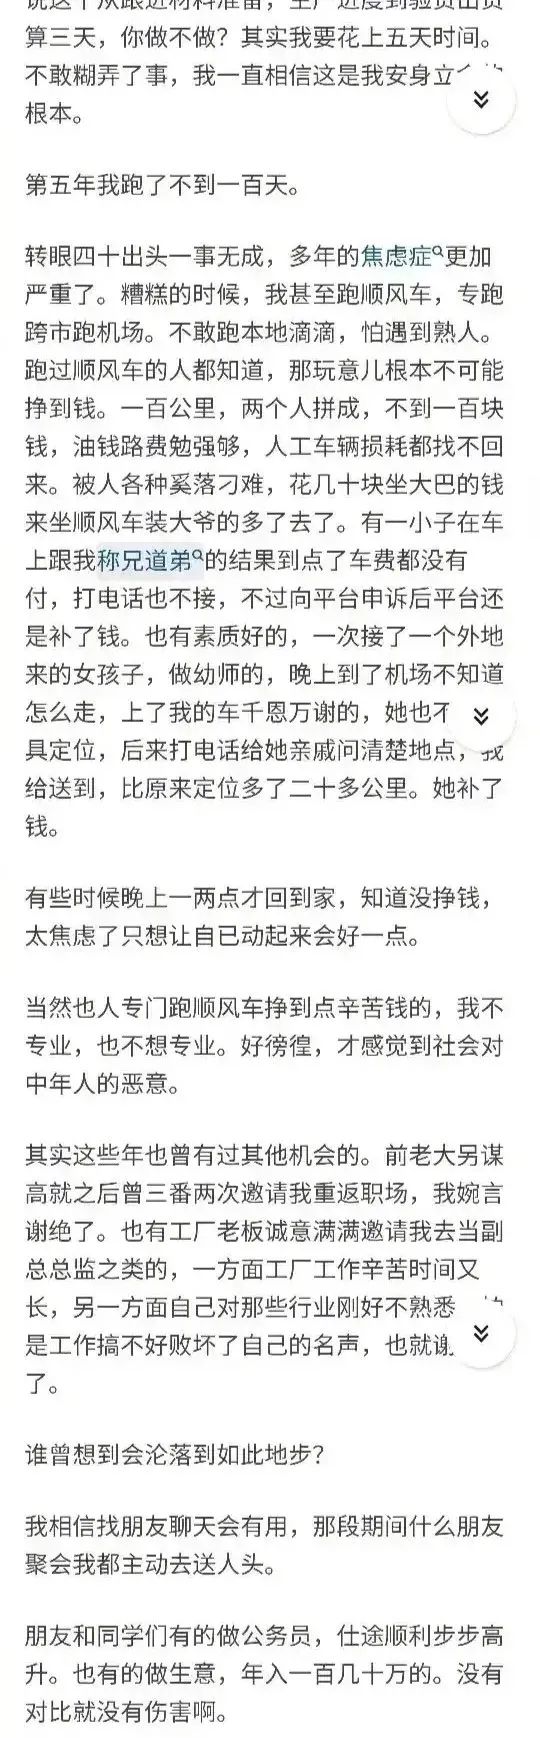 说这个从跟进材料准备，生产进度到验货出货
算三天，你做不做？其实我要花上五天时间。
不敢糊弄了事，我一直相信这是我安身立
根本。
第五年我跑了不到一百天。
转眼四十出头一事无成，多年的焦虑症更加
严重了。糟糕的时候，我甚至跑顺风车，专跑
跨市跑机场。不敢跑本地滴滴，怕遇到熟人。
跑过顺风车的人都知道，那玩意儿根本不可能
挣到钱。一百公里，两个人拼成，不到一百块
钱，油钱路费勉强够，人工车辆损耗都找不回
来。被人各种奚落刁难，花几十块坐大巴的钱
来坐顺风车装大爷的多了去了。有一小子在车
上跟我称兄道弟的结果到点了车费都没有
付，打电话也不接，不过向平台申诉后平台还
是补了钱。也有素质好的，一次接了一个外地
来的女孩子，做幼师的，晚上到了机场不知道
怎么走，上了我的车千恩万谢的，她也不
具定位，后来打电话给她亲戚问清楚地点，我
给送到，比原来定位多了二十多公里。她补了
钱。
有些时候晚上一两点才回到家，知道没挣钱，
太焦虑了只想让自已动起来会好一点。
当然也人专门跑顺风车挣到点辛苦钱的，我不
专业，也不想专业。好徬徨，才感觉到社会对
中年人的恶意。
其实这些年也曾有过其他机会的。前老大另谋
高就之后曾三番两次邀请我重返职场，我婉言
谢绝了。也有工厂老板诚意满满邀请我去当副
总总监之类的，一方面工厂工作辛苦时间又
长，另一方面自己对那些行业刚好不熟悉
是工作搞不好败坏了自己的名声，也就谢
了。
谁曾想到会沦落到如此地步？
我相信找朋友聊天会有用，那段期间什么朋友
聚会我都主动去送人头。
朋友和同学们有的做公务员，仕途顺利步步高
升。也有的做生意，年入一百几十万的。没有
对比就没有伤害啊。